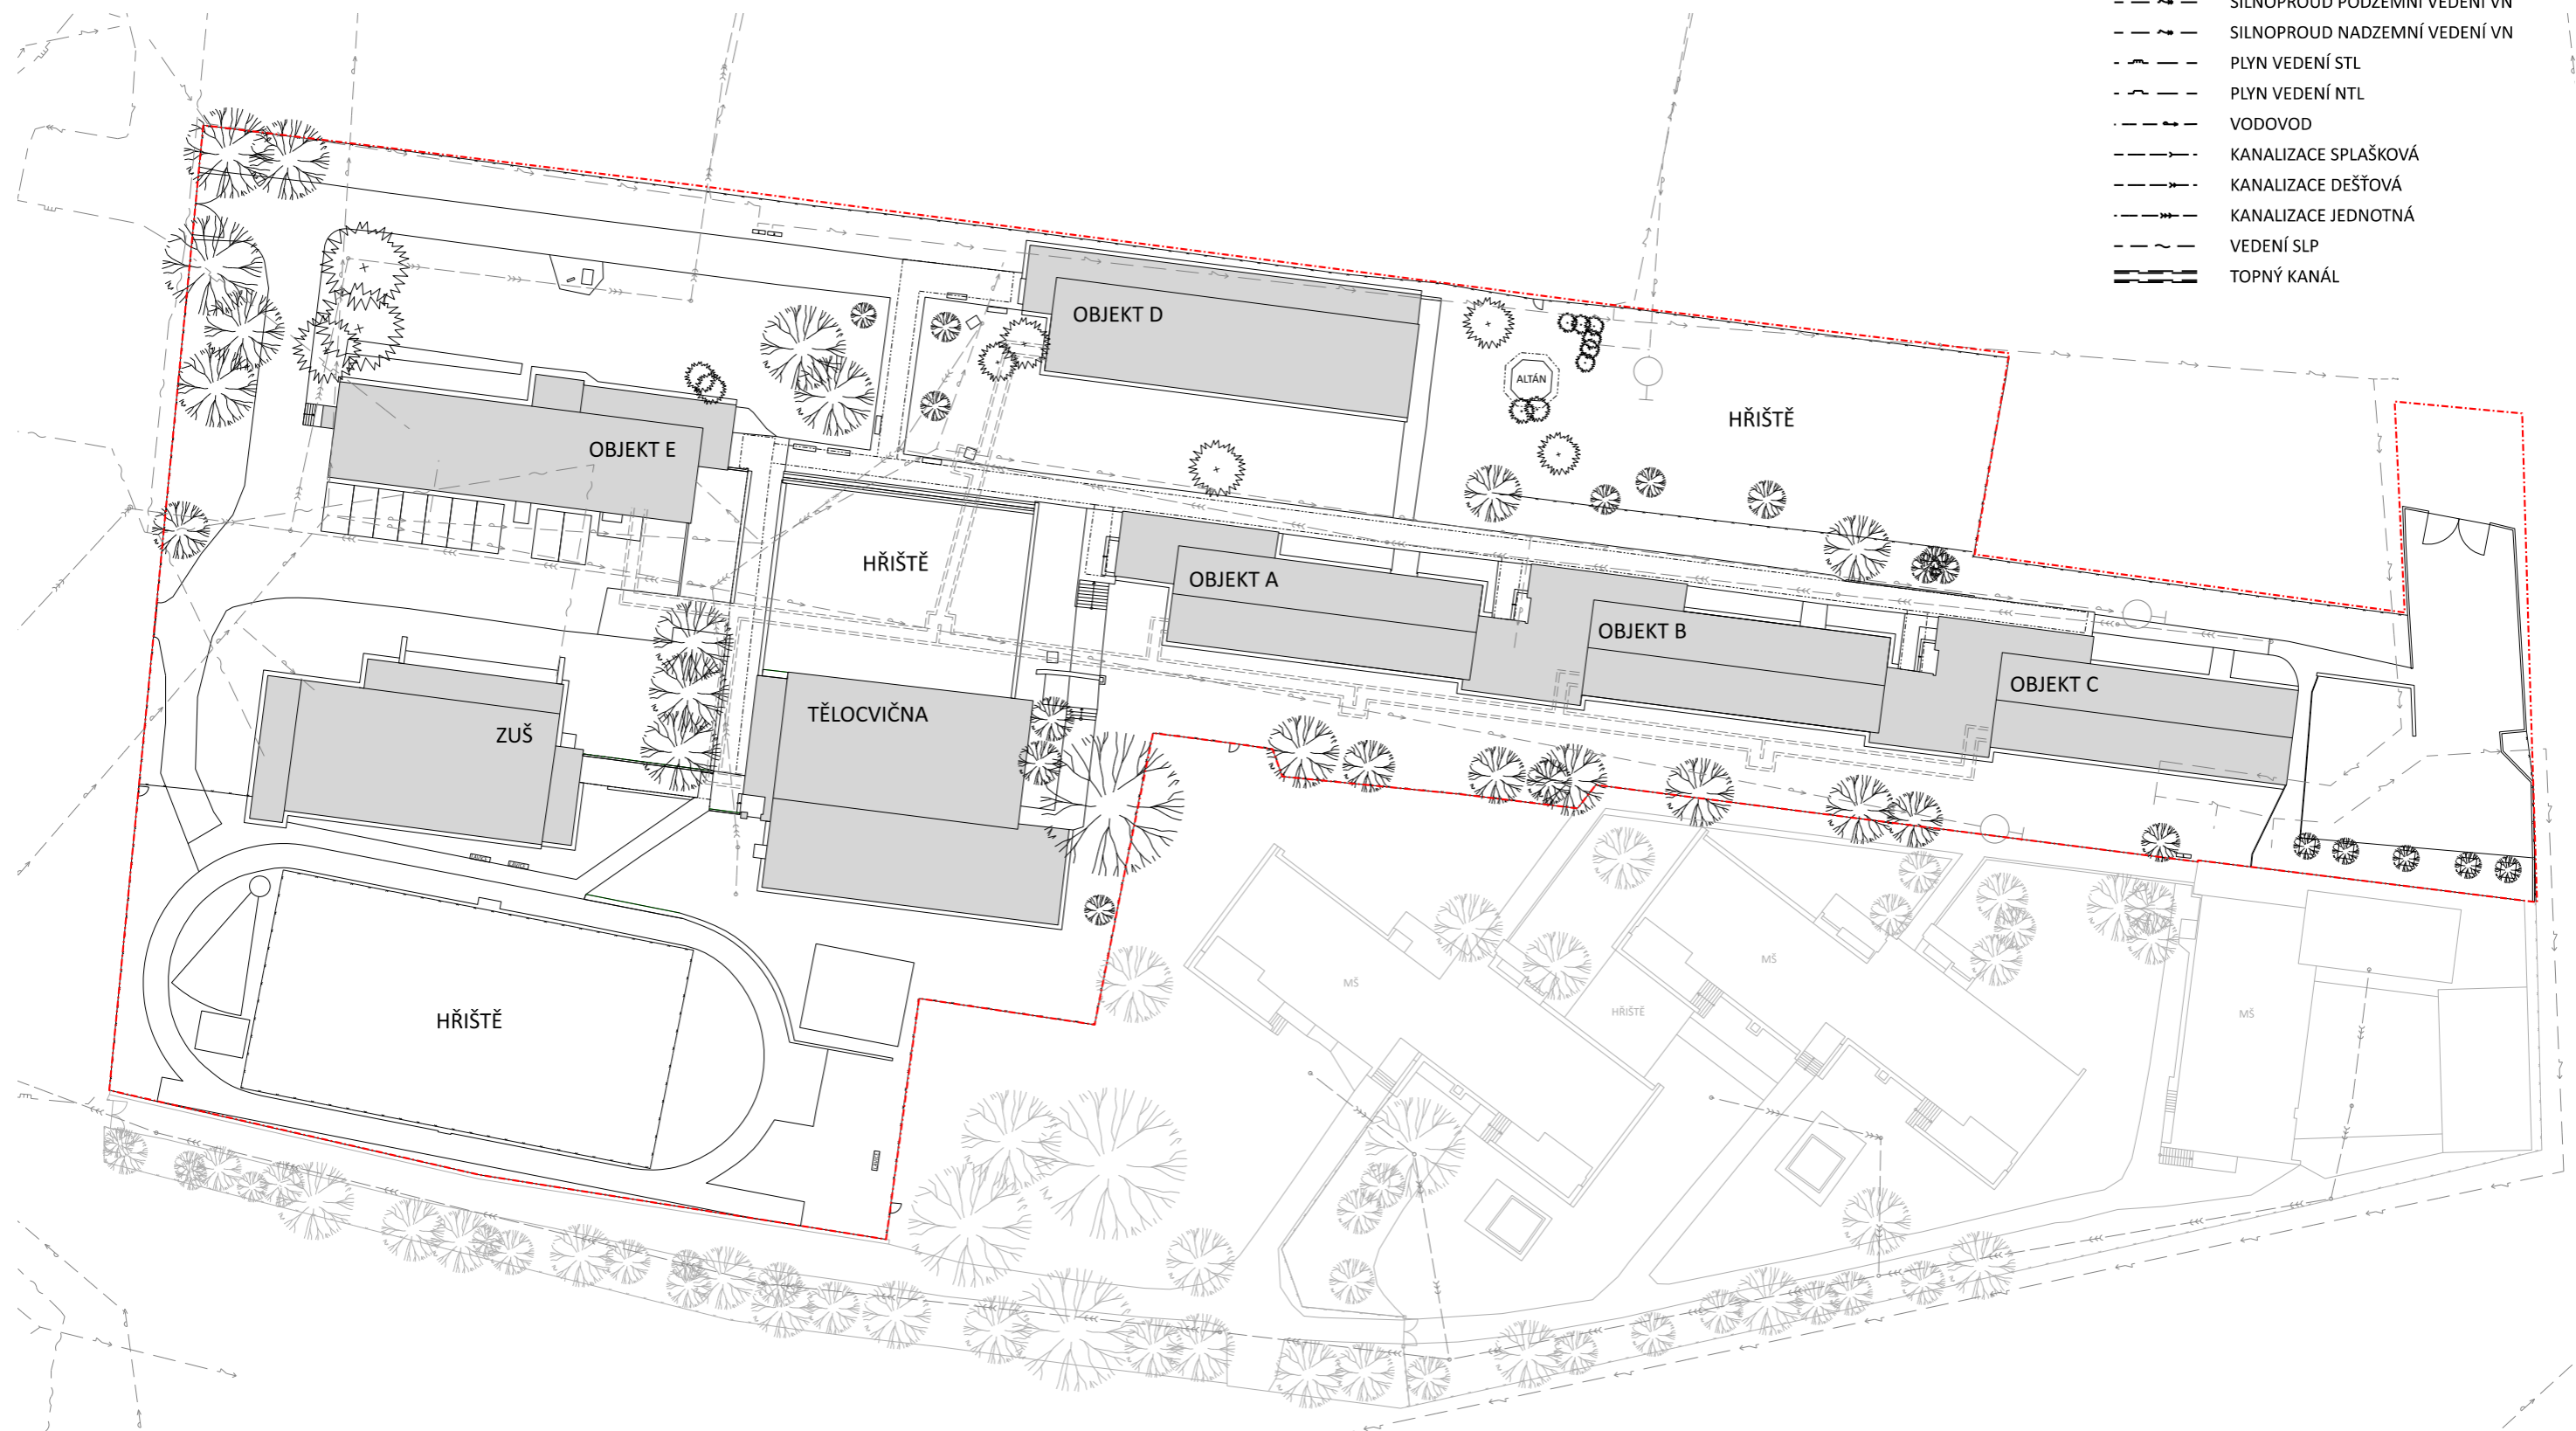 SILNOPROUD PODZEMNÍ VEDENÍ VN
SILNOPROUD NADZEMNÍ VEDENÍ VN
PLYN VEDENÍ STL
PLYN VEDENÍ NTL
VODOVOD
KANALIZACE SPLAŠKOVÁ
KANALIZACE DEŠŤOVÁ
KANALIZACE JEDNOTNÁ
VEDENÍ SLP
TOPNÝ KANÁL
OBJEKT D
ALTÁN
HŘIŠTĚ
OBJEKT E
HŘIŠTĚ
OBJEKT A
OBJEKT B
OBJEKT C
TĚLOCVIČNA
ZUŠ
HŘIŠTĚ
MŠ
MŠ
HŘIŠTĚ
MŠ